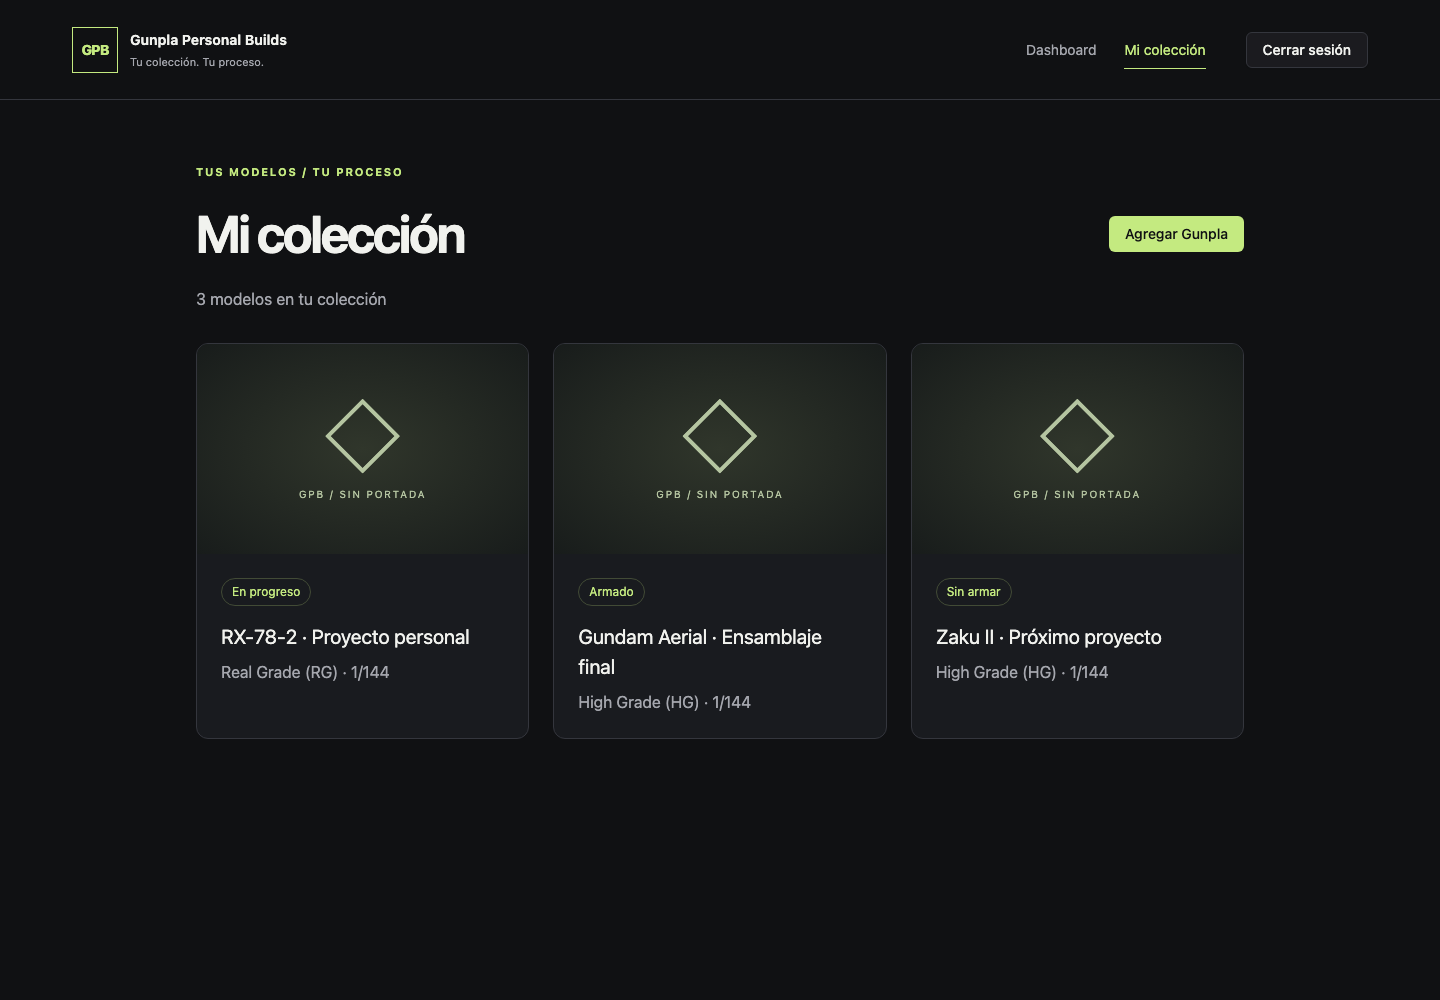 GPB
Gunpla Personal Builds
Tu colección. Tu proceso.
Dashboard
Mi colección
Cerrar sesión
TUS MODELOS / TU PROCESO
Mi colección
Agregar Gunpla
3 modelos en tu colección
GPB / SIN PORTADA
En progreso
RX-78-2 · Proyecto personal
Real Grade (RG) · 1/144
GPB / SIN PORTADA
Armado
Gundam Aerial · Ensamblaje
final
High Grade (HG) · 1/144
GPB / SIN PORTADA
Sin armar
Zaku II · Próximo proyecto
High Grade (HG) · 1/144